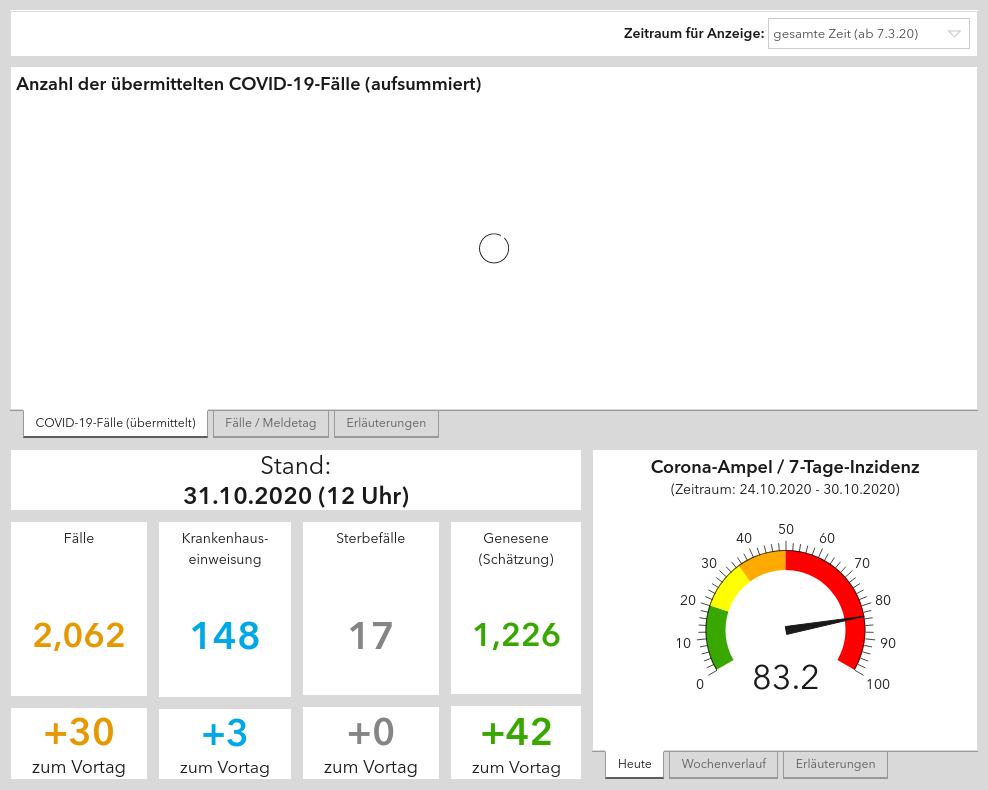 Zeitraum für Anzeige: gesamte Zeit (ab 7.3.20)
Anzahl der übermittelten COVID-19-Fälle (aufsummiert)
COVID-19-Fälle (übermittelt) Fälle / Meldetag Erläuterungen
Stand:
31.10.2020 (12 Uhr)
Fälle
2,062
+30
zum Vortag
Krankenhaus-
einweisung
148
+3
zum Vortag
Sterbefälle
17
+0
zum Vortag
Genesene
(Schätzung)
1,226
+42
zum Vortag
Corona-Ampel / 7-Tage-Inzidenz
(Zeitraum: 24.10.2020 - 30.10.2020)
0
10
20
30
40
50
60
70
80
90
100
83.2
Heute Wochenverlauf Erläuterungen